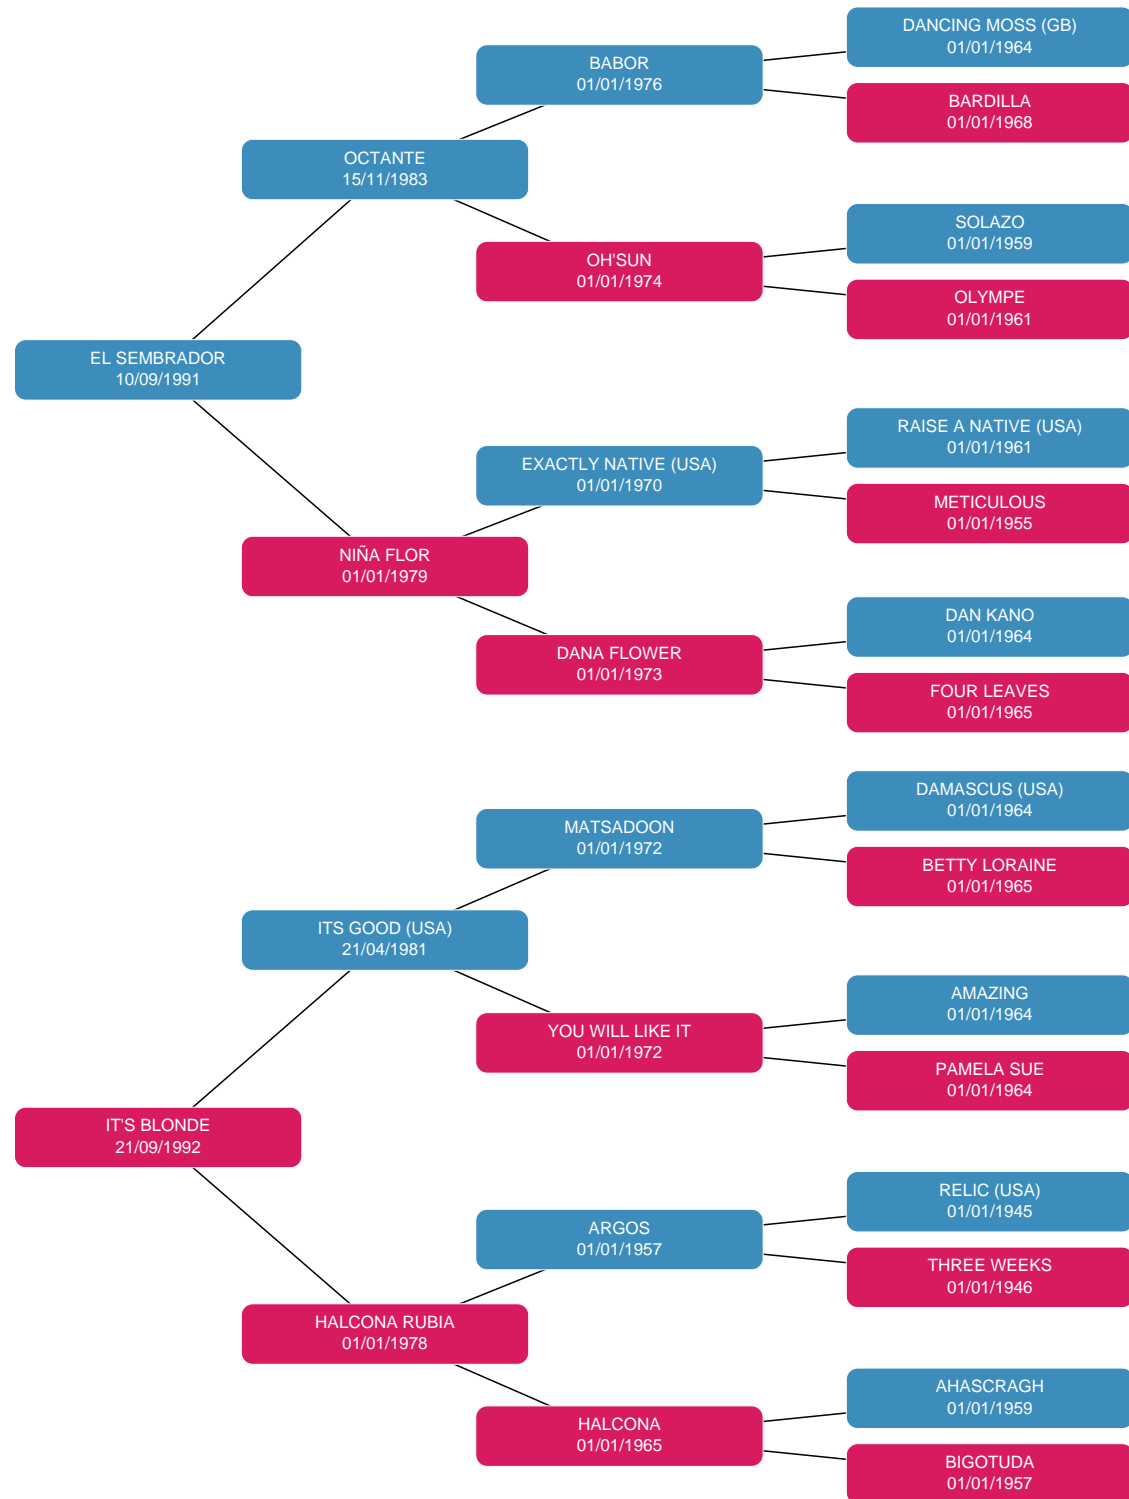 DANCING MOSS (GB)
01/01/1964
BABOR
01/01/1976
BARDILLA
01/01/1968
OCTANTE
15/11/1983
SOLAZO
01/01/1959
OH'SUN
01/01/1974
OLYMPE
01/01/1961
EL SEMBRADOR
10/09/1991
RAISE A NATIVE (USA)
01/01/1961
EXACTLY NATIVE (USA)
01/01/1970
METICULOUS
01/01/1955
NIÑA FLOR
01/01/1979
DAN KANO
01/01/1964
DANA FLOWER
01/01/1973
FOUR LEAVES
01/01/1965
DAMASCUS (USA)
01/01/1964
MATSADOON
01/01/1972
BETTY LORAINE
01/01/1965
ITS GOOD (USA)
21/04/1981
AMAZING
01/01/1964
YOU WILL LIKE IT
01/01/1972
PAMELA SUE
01/01/1964
IT'S BLONDE
21/09/1992
RELIC (USA)
01/01/1945
ARGOS
01/01/1957
THREE WEEKS
01/01/1946
HALCONA RUBIA
01/01/1978
AHASCRAGH
01/01/1959
HALCONA
01/01/1965
BIGOTUDA
01/01/1957